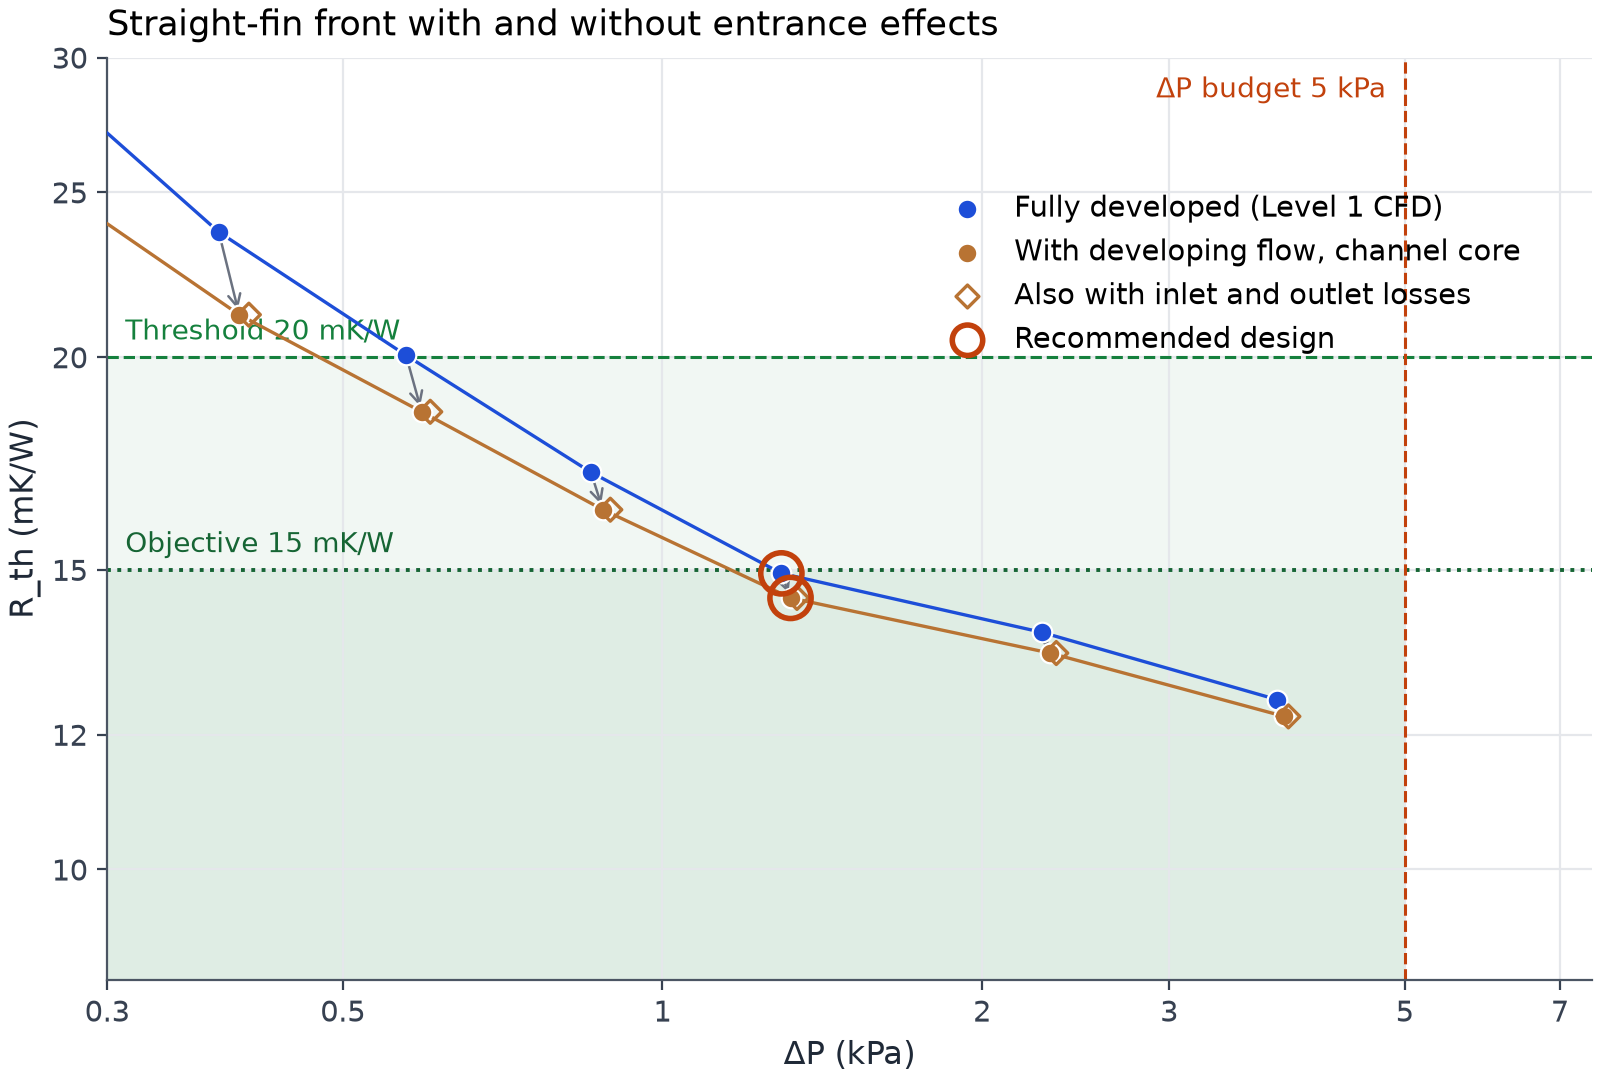 Straight-fin front with and without entrance effects
30
25
20
15
12
10
R_th (mK/W)
ΔP budget 5 kPa
Fully developed (Level 1 CFD)
With developing flow, channel core
Also with inlet and outlet losses
Recommended design
Threshold 20 mK/W
Objective 15 mK/W
0.3
0.5
1
2
3
5
7
ΔP (kPa)